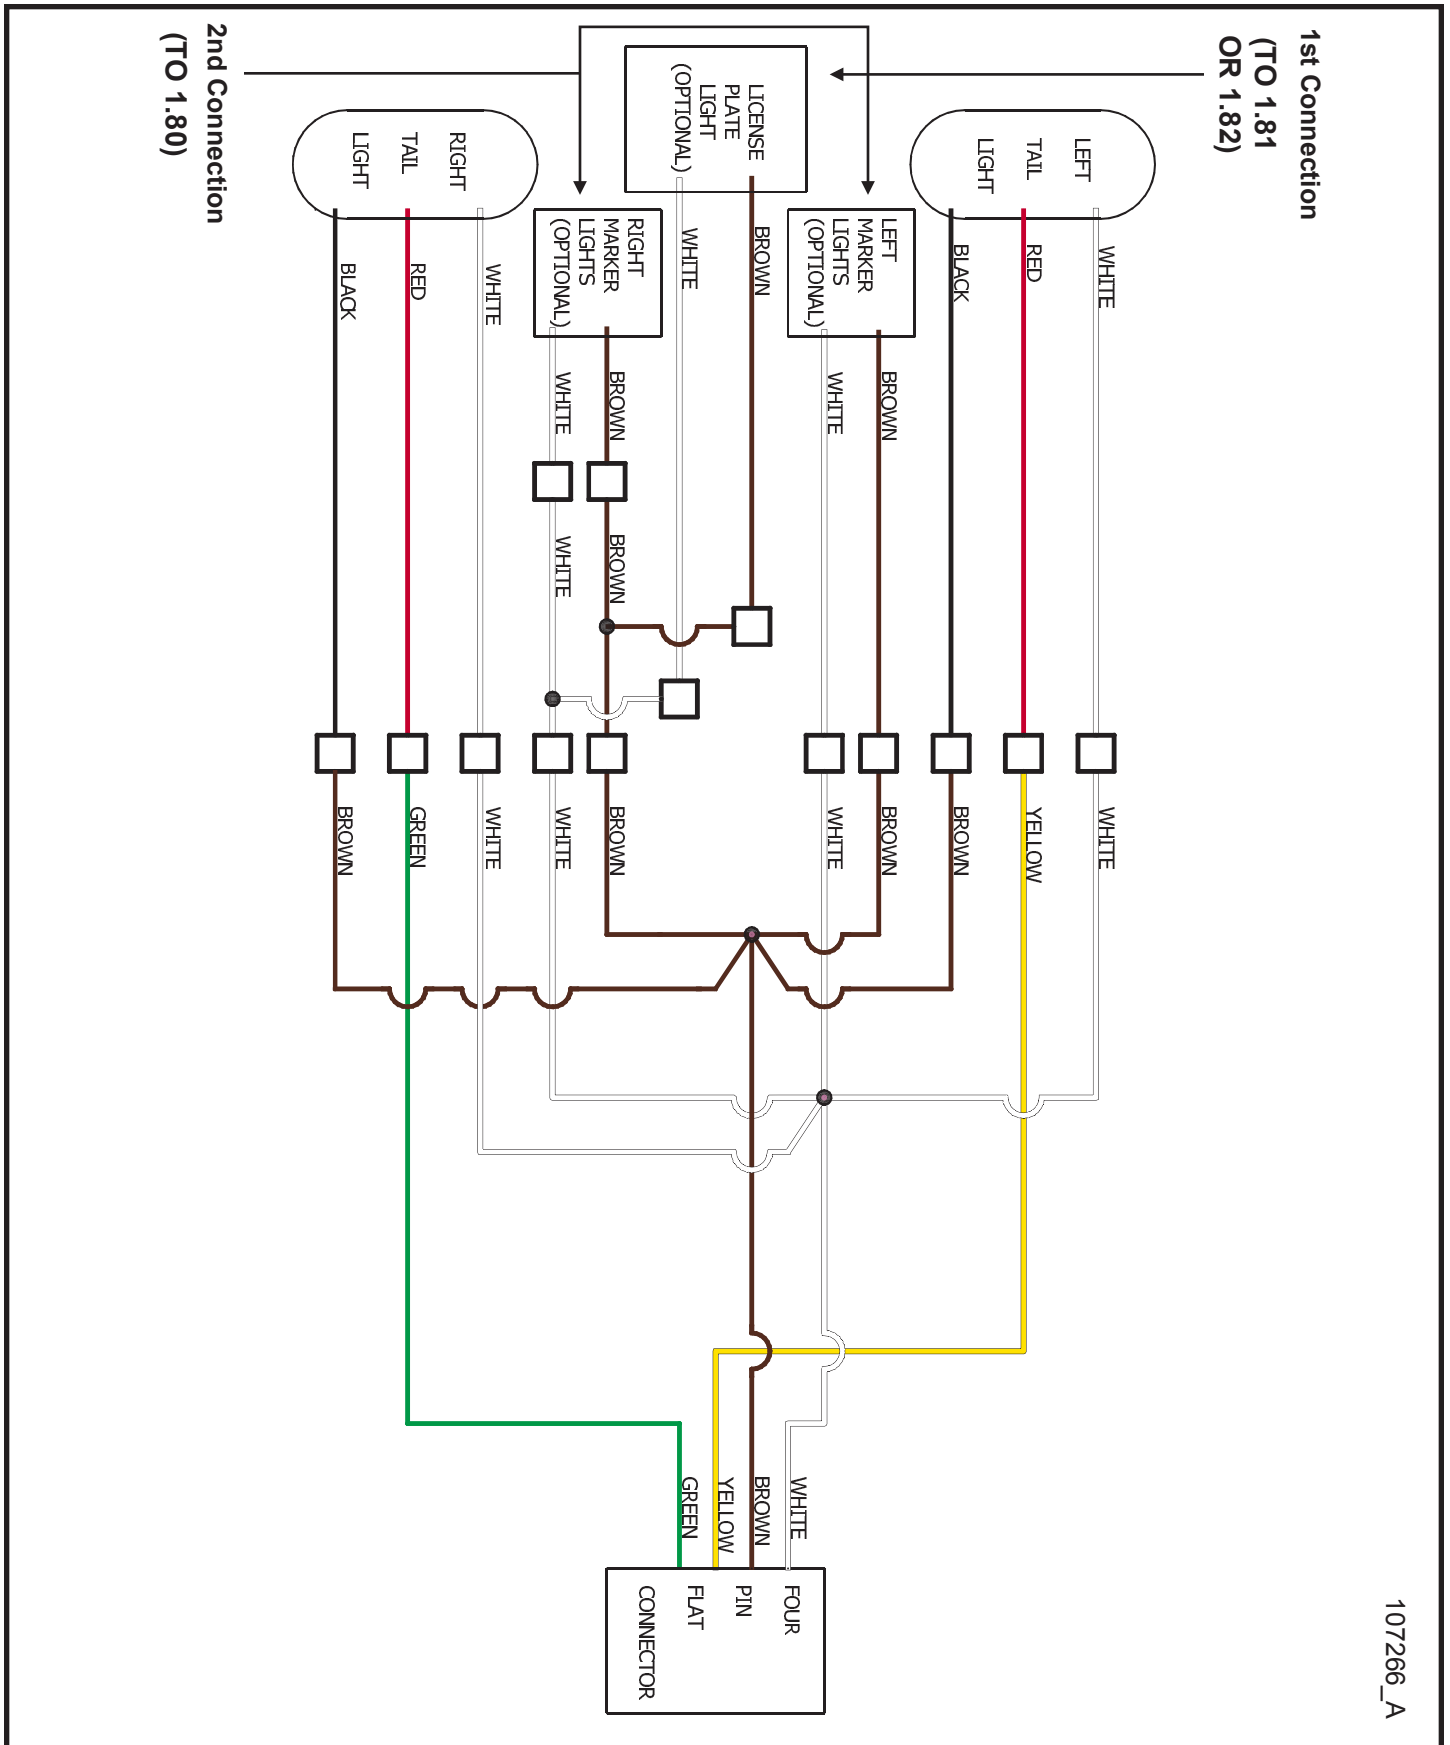 107266_A
1st Connection
(TO 1.81
OR 1.82)
2nd Connection
(TO 1.80)
LEFT
TAIL
LIGHT
WHITE
RED
BLACK
LEFT
MARKER
LIGHTS
(OPTIONAL)
BROWN
WHITE
LICENSE
PLATE
LIGHT
(OPTIONAL)
BROWN
WHITE
RIGHT
MARKER
LIGHTS
(OPTIONAL)
BROWN
WHITE
BROWN
WHITE
RIGHT
TAIL
LIGHT
WHITE
RED
BLACK
WHITE
YELLOW
BROWN
BROWN
WHITE
BROWN
WHITE
WHITE
GREEN
BROWN
WHITE
BROWN
YELLOW
GREEN
FOUR
PIN
FLAT
CONNECTOR